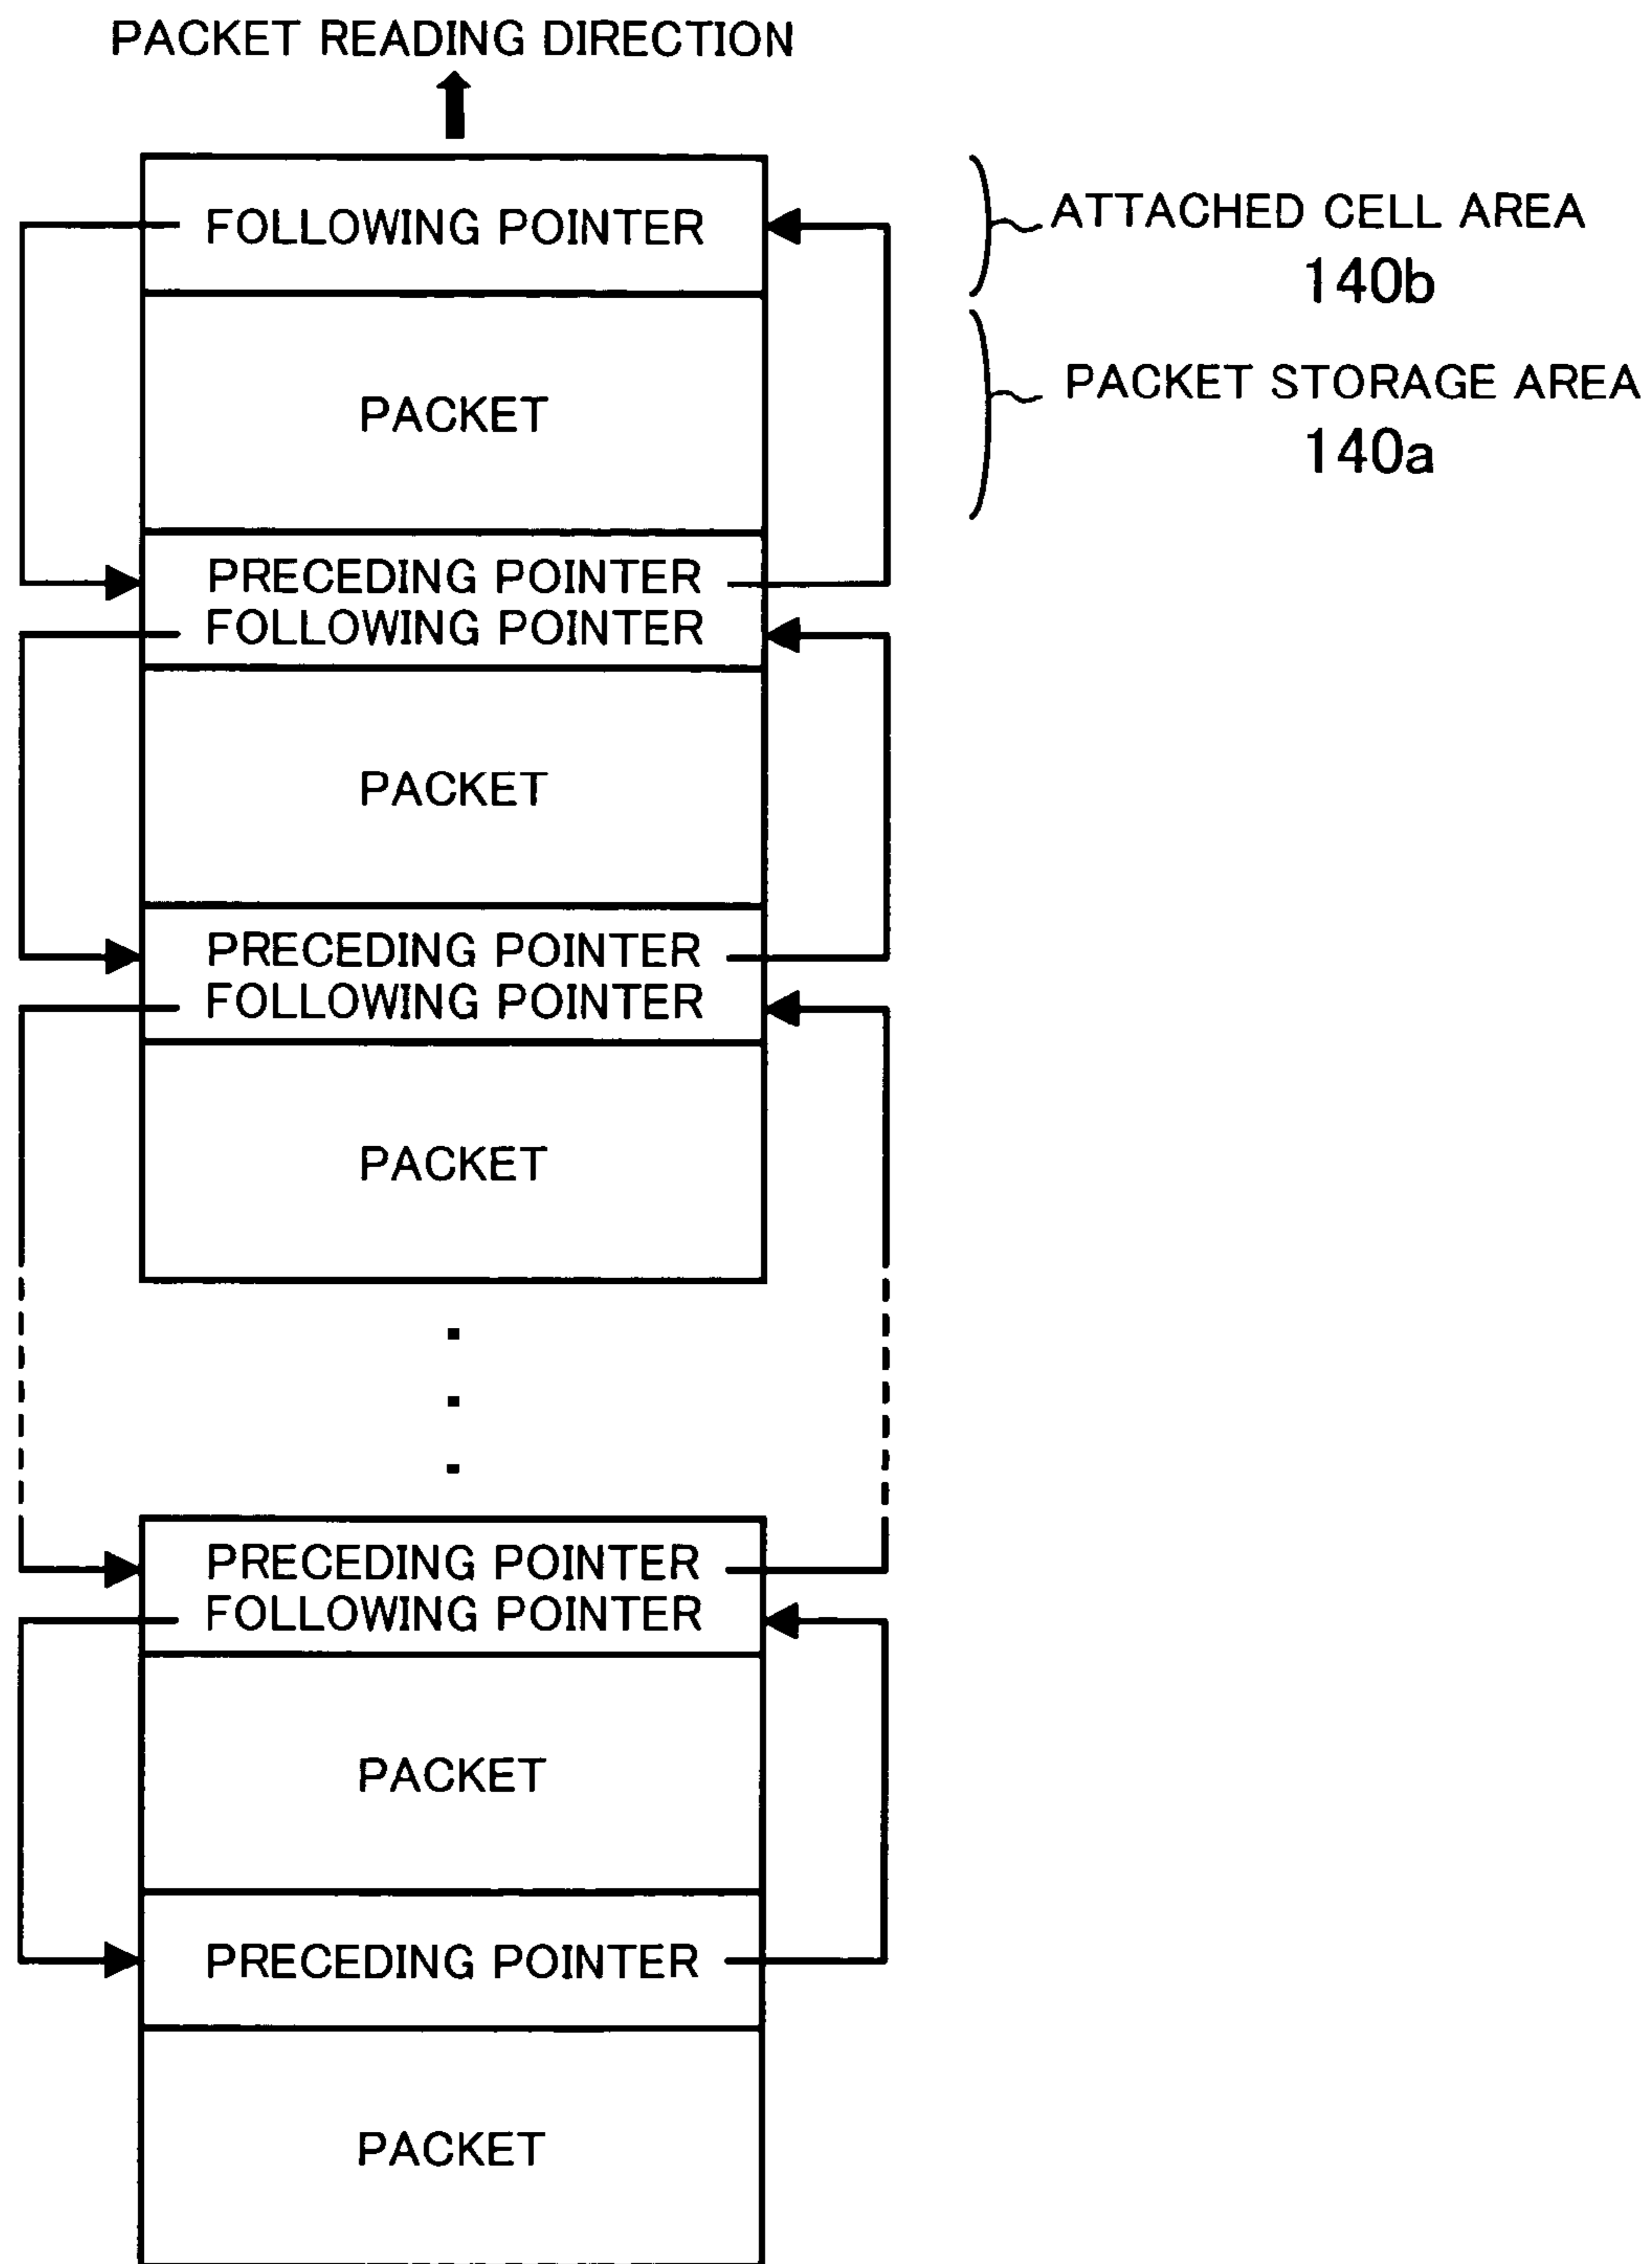 PACKET READING DIRECTION
FOLLOWING POINTER
ATTACHED CELL AREA
140b
PACKET
PACKET STORAGE AREA
140a
PRECEDING POINTER
FOLLOWING POINTER
PACKET
PRECEDING POINTER
FOLLOWING POINTER
PACKET
PRECEDING POINTER
FOLLOWING POINTER
PACKET
PRECEDING POINTER
PACKET